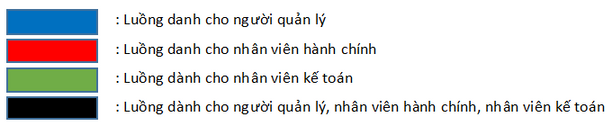 : Luồng danh cho người quản lý
: Luồng danh cho nhân viên hành chính
: Luồng dành cho nhân viên kế toán
: Luồng dành cho người quản lý, nhân viên hành chính, nhân viên kế toán